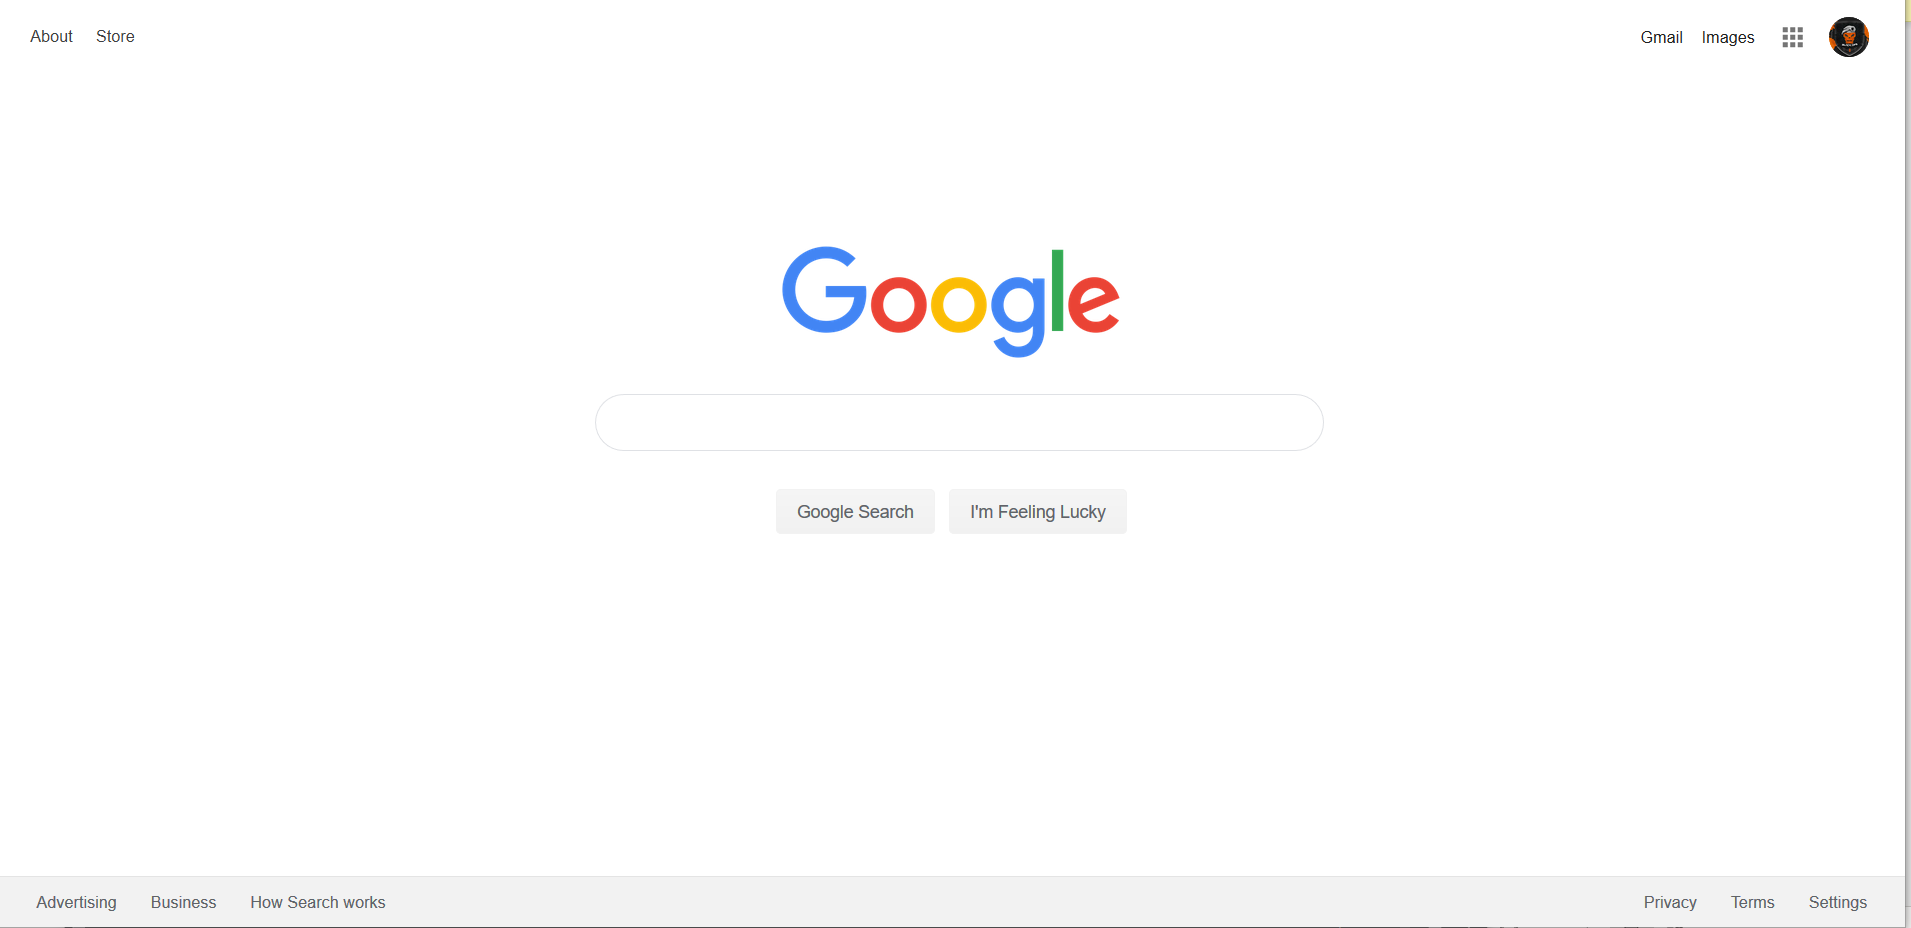 About Store Gmail Images
Google
Google Search I'm Feeling Lucky
Advertising Business How Search works Privacy Terms Settings